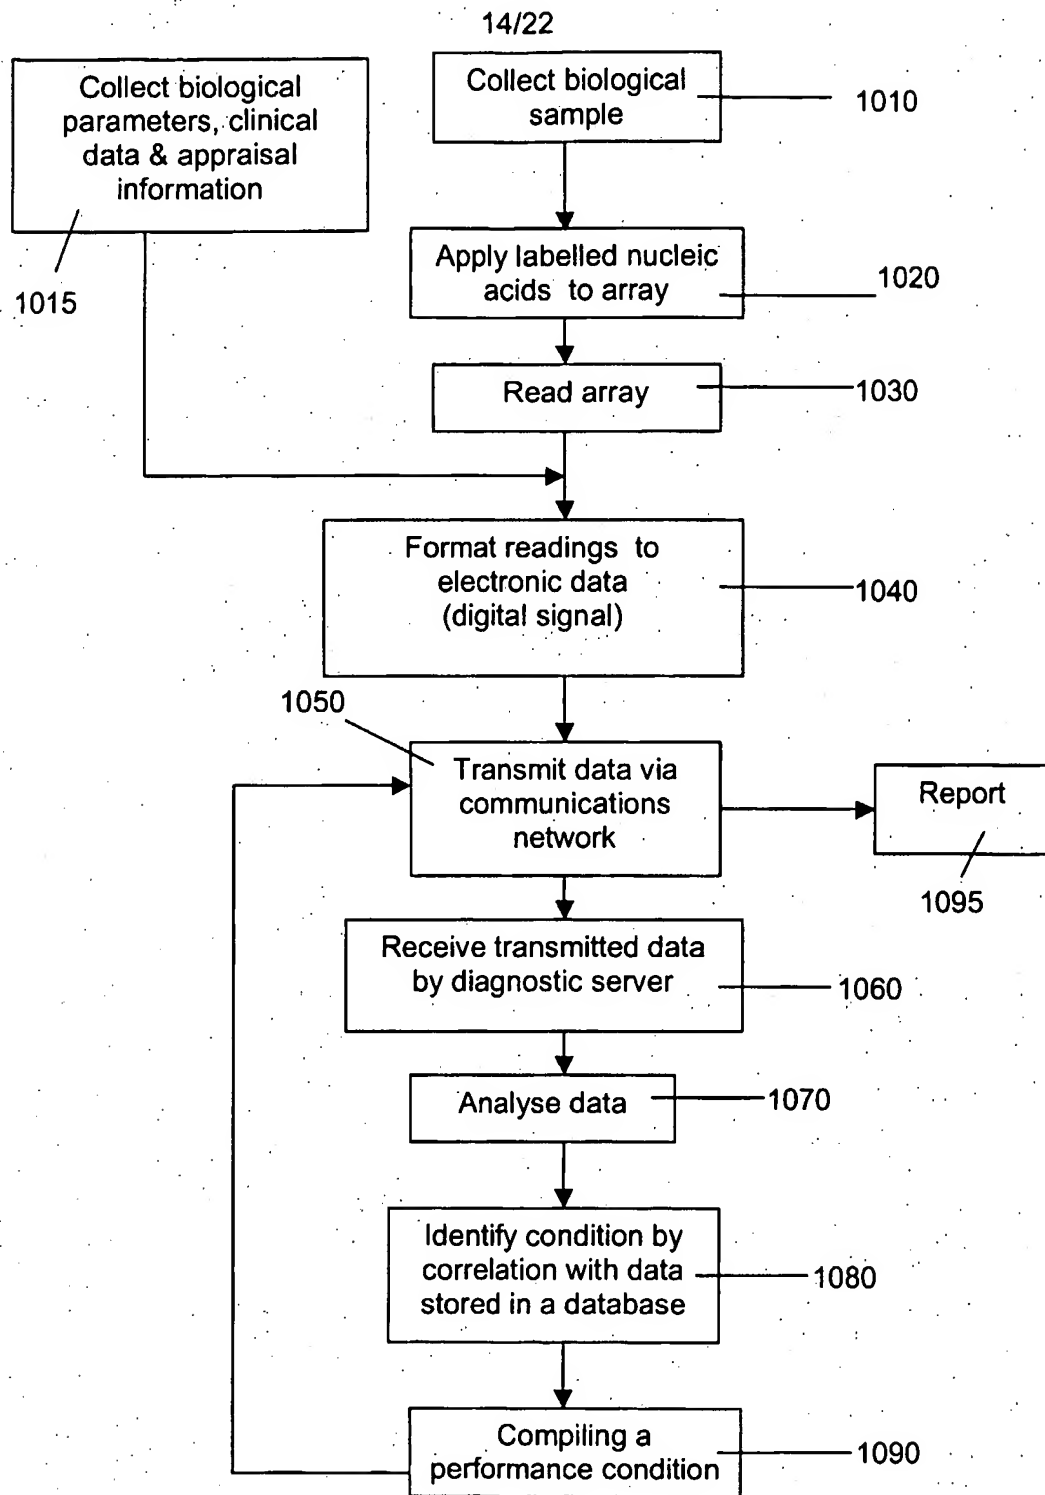 14/22
Collect biological
parameters, clinical
data & appraisal
information
1015
Collect biological
sample
1010
Apply labelled nucleic
acids to array
1020
Read array
1030
Format readings to
electronic data
(digital signal)
1040
1050
Transmit data via
communications
network
Report
1095
Receive transmitted data
by diagnostic server
1060
Analyse data
1070
Identify condition by
correlation with data
stored in a database
1080
Compiling a
performance condition
1090